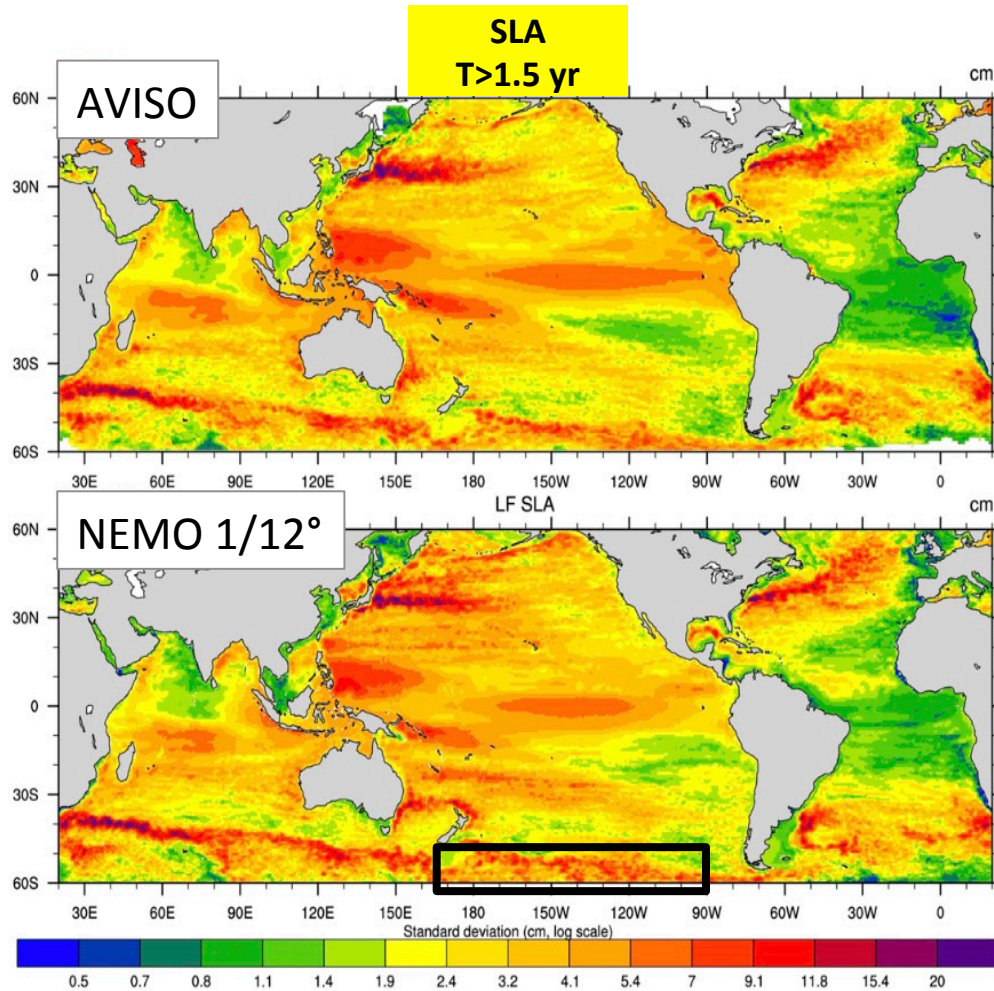 SLA
T>1.5 yr
cm
AVISO
60N
30N
0
30S
60S
30E 60E 90E 120E 150E 180 150W 120W 90W 60W 30W 0
LF SLA
cm
NEMO 1/12°
60N
30N
0
30S
60S
30E 60E 90E 120E 150E 180 150W 120W 90W 60W 30W 0
Standard deviation (cm, log scale)
0.5 0.7 0.8 1.1 1.4 1.9 2.4 3.2 4.1 5.4 7 9.1 11.8 15.4 20